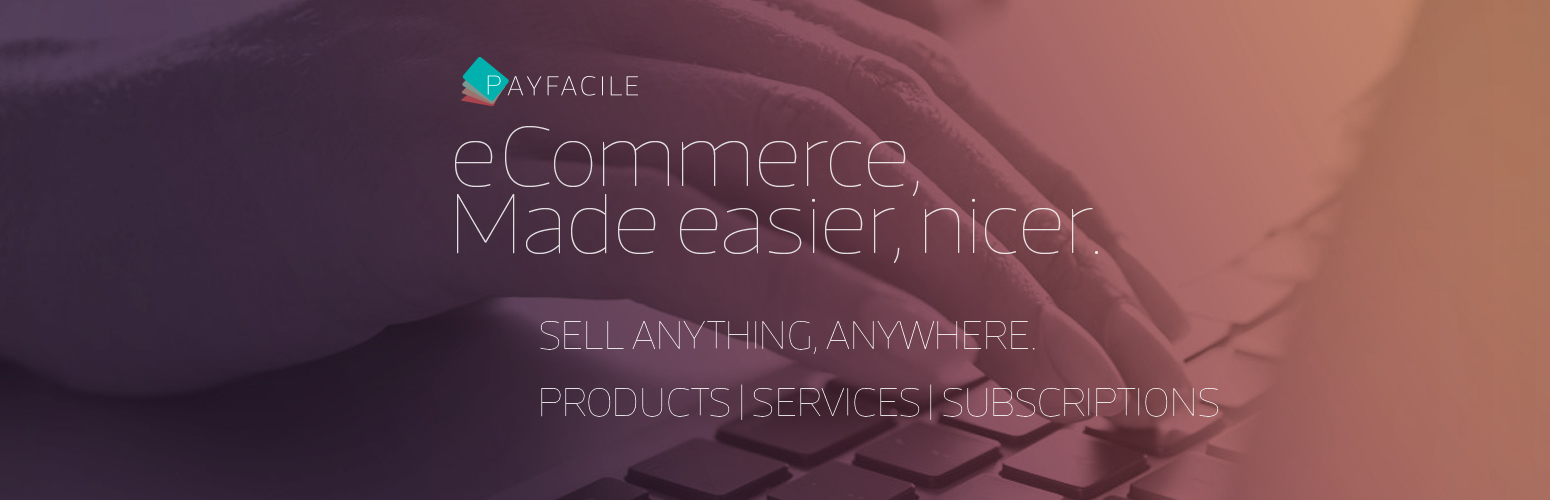 PAYFACILE
eCommerce,
Made easier, nicer.
SELL ANYTHING, ANYWHERE.
PRODUCTS | SERVICES | SUBSCRIPTIONS